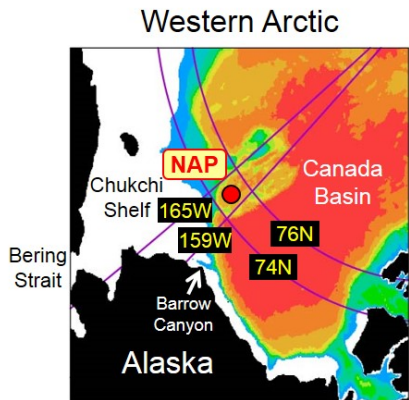 Western Arctic
NAP
Canada
Basin
Chukchi
Shelf
165W
159W
76N
74N
Bering
Strait
Barrow
Canyon
Alaska